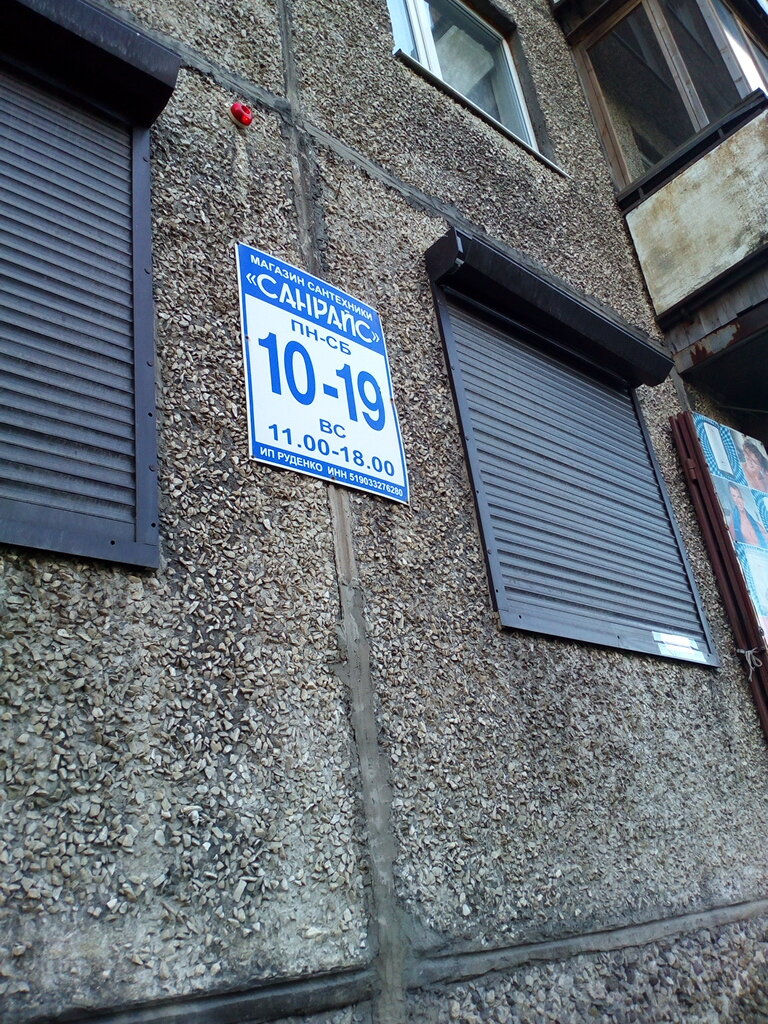 МАГАЗИН САНТЕХНИКИ
«САНРАЙС»
ПН-СБ
10-19
ВС
11.00-18.00
ИП РУДЕНКО ИНН 519033276280